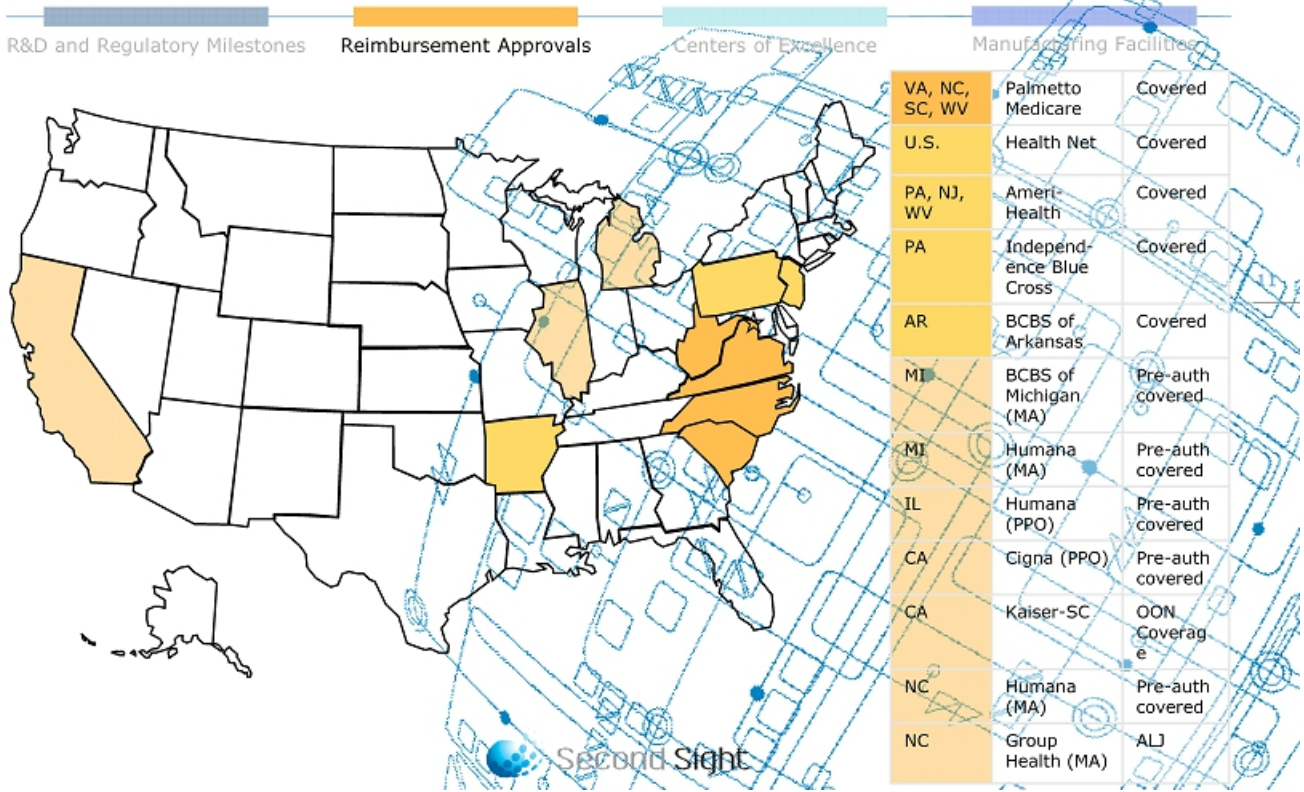 R&D and Regulatory Milestones
Reimbursement Approvals
Centers of Excellence
Manufacturing Facilities
VA, NC,
SC, WV
Palmetto
Medicare
Covered
U.S.
Health Net
Covered
PA, NJ,
WV
Ameri-
Health
Covered
PA
Independ-
ence Blue
Cross
Covered
AR
BCBS of
Arkansas
Covered
MI
BCBS of
Michigan
(MA)
Pre-auth
covered
MI
Humana
(MA)
Pre-auth
covered
IL
Humana
(PPO)
Pre-auth
covered
CA
Cigna (PPO)
Pre-auth
covered
CA
Kaiser-SC
OON
Coverag
e
NC
Humana
(MA)
Pre-auth
covered
NC
Group
Health (MA)
ALJ
11
Second Sight